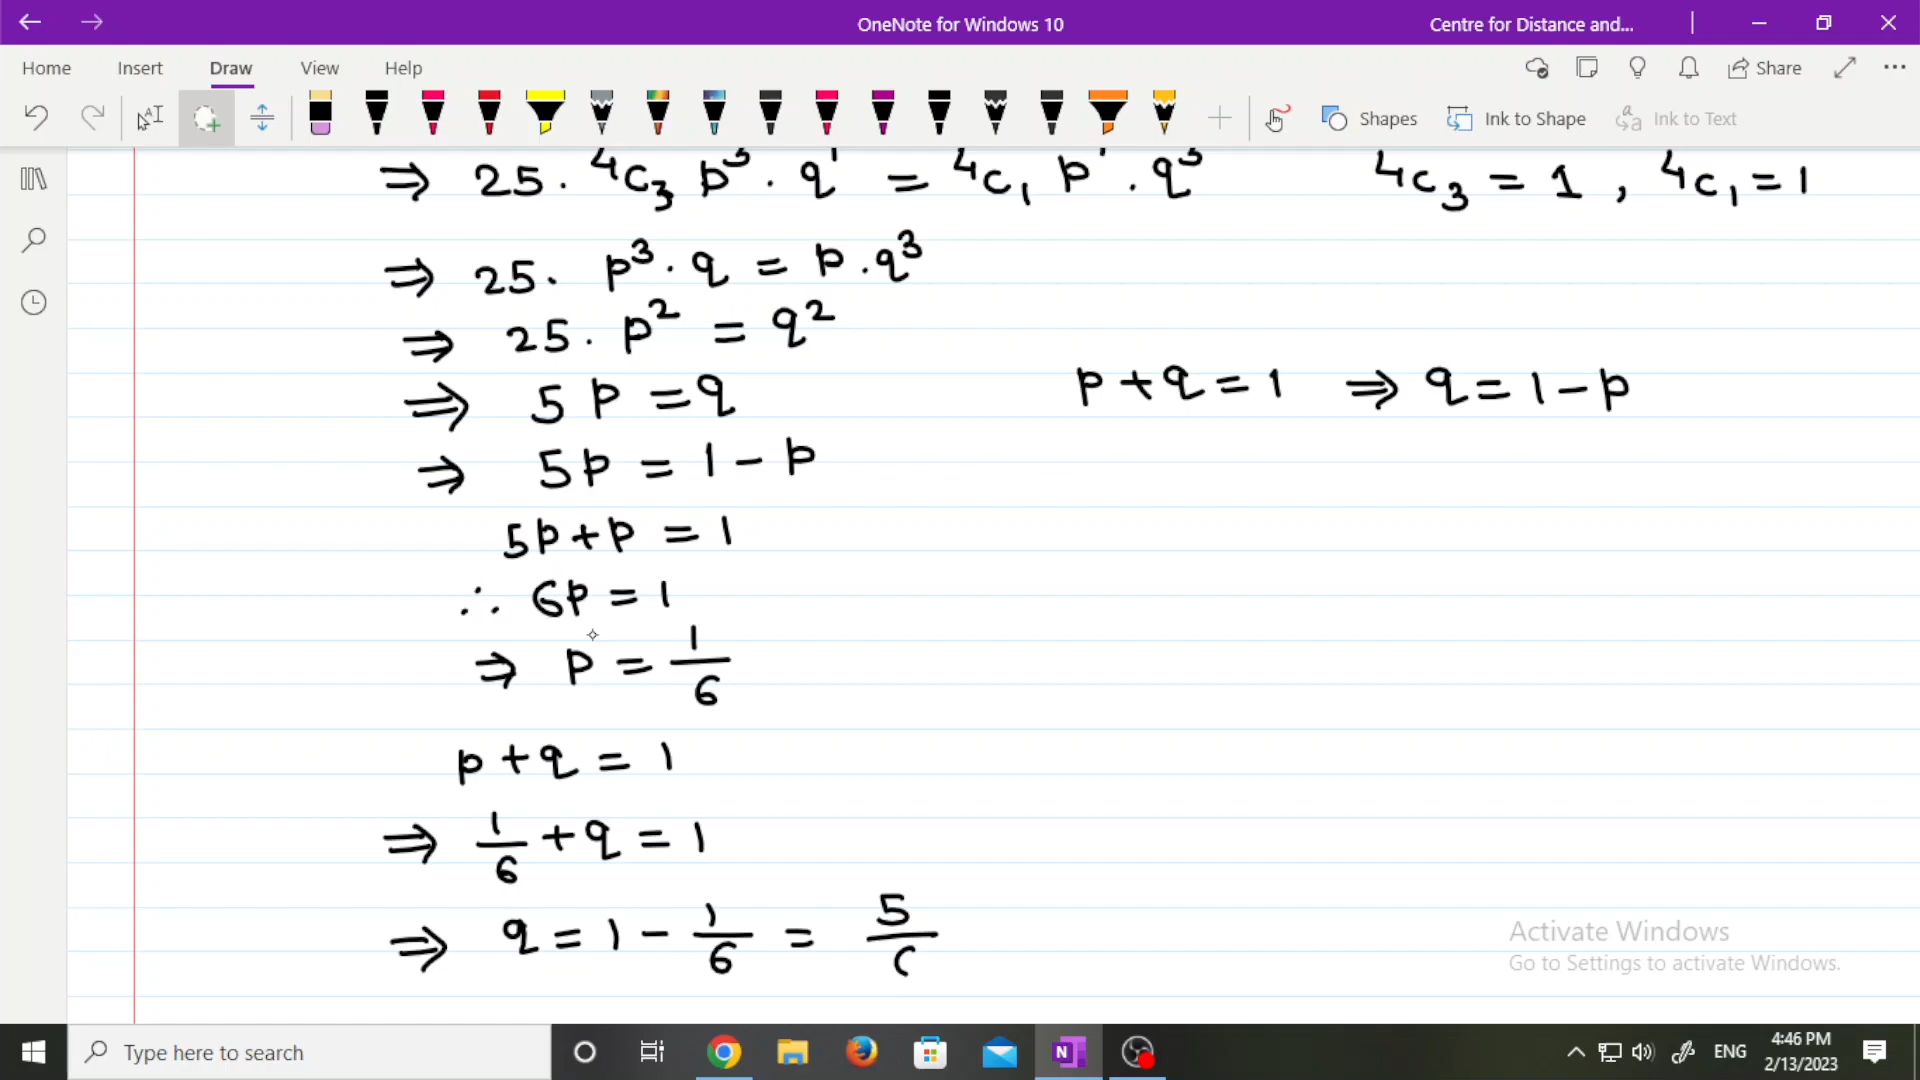 OneNote for Windows 10
Centre for Distance and...
Home Insert Draw View Help
Share
Shapes Ink to Shape Ink to Text
⇒ 25. ⁴c₃ p³ · q¹ = ⁴c₁ p¹ · q³ ⁴c₃ = 1 , ⁴c₁ = 1
⇒ 25. p³ · q = p · q³
⇒ 25. p² = q²
⇒ 5p = q p + q = 1 ⇒ q = 1 - p
⇒ 5p = 1 - p
5p + p = 1
∴ 6p = 1
⇒ p = 1/6
p + q = 1
⇒ 1/6 + q = 1
⇒ q = 1 - 1/6 = 5/
Activate Windows
Go to Settings to activate Windows.
Type here to search
ENG
4:46 PM
2/13/2023